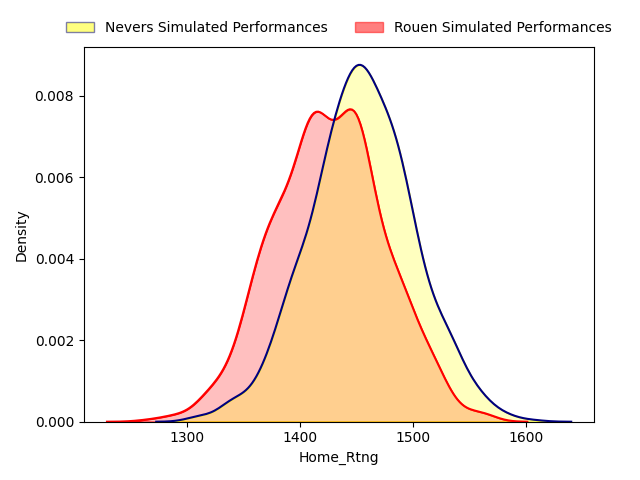 Nevers Simulated Performances
Rouen Simulated Performances
0.008
0.006
0.004
0.002
0.000
Density
1300
1400
1500
1600
Home_Rtng